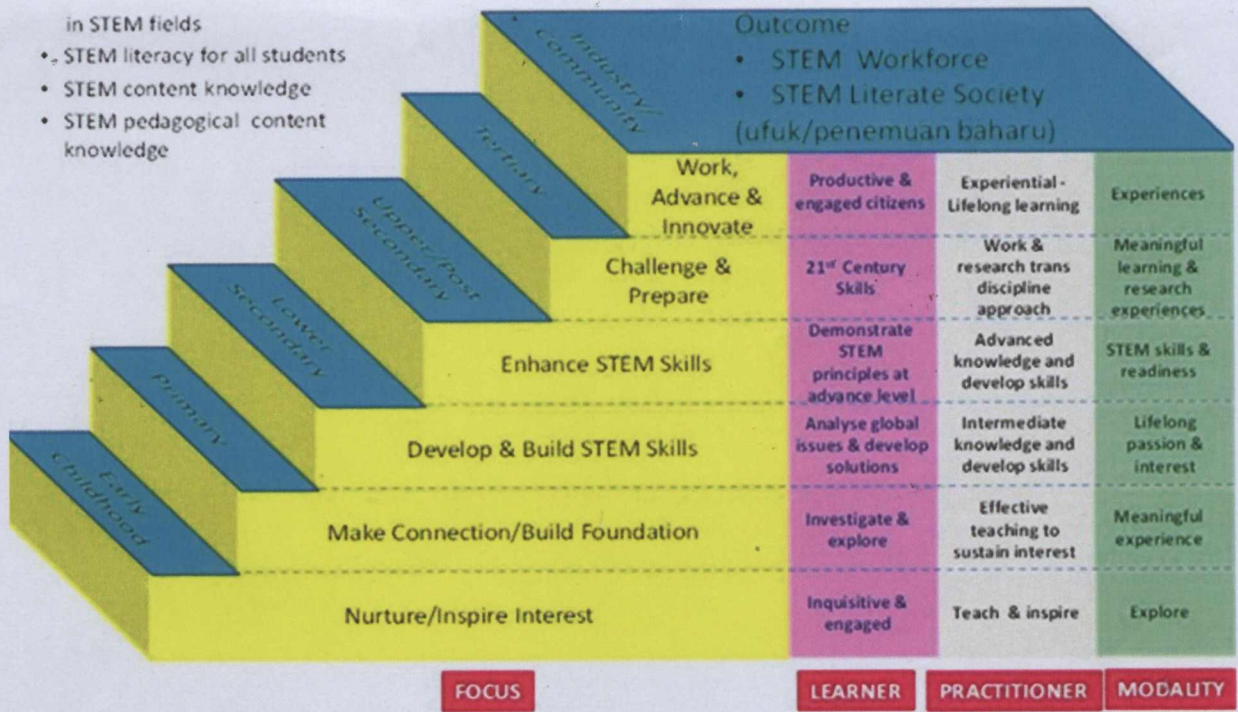 in STEM fields
• STEM literacy for all students
• STEM content knowledge
• STEM pedagogical content
knowledge
Outcome
• STEM Workforce
• STEM Literate Society
(ufuk/penemuan baharu)
Industry/
community
Tertiary
Upper/Post
secondary
Lower
secondary
Primary
Early
childhood
Work,
Advance &
Innovate
Productive &
engaged citizens
Experiential -
Lifelong learning
Experiences
Challenge &
Prepare
21st Century
Skills
Work &
research trans
discipline
approach
Meaningful
learning &
research
experiences
Enhance STEM Skills
Demonstrate
STEM
principles at
advance level
Advanced
knowledge and
develop skills
STEM skills &
readiness
Develop & Build STEM Skills
Analyse global
issues & develop
solutions
Intermediate
knowledge and
develop skills
Lifelong
passion &
interest
Make Connection/Build Foundation
Investigate &
explore
Effective
teaching to
sustain interest
Meaningful
experience
Nurture/Inspire Interest
Inquisitive &
engaged
Teach & inspire
Explore
FOCUS
LEARNER
PRACTITIONER
MODALITY